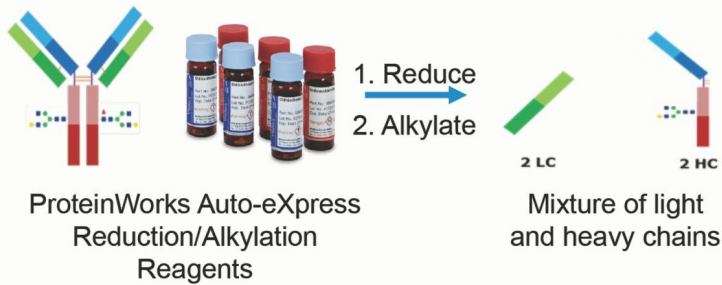 1. Reduce
2. Alkylate
2 LC
2 HC
ProteinWorks Auto-eXpress
Reduction/Alkylation
Reagents
Mixture of light
and heavy chains